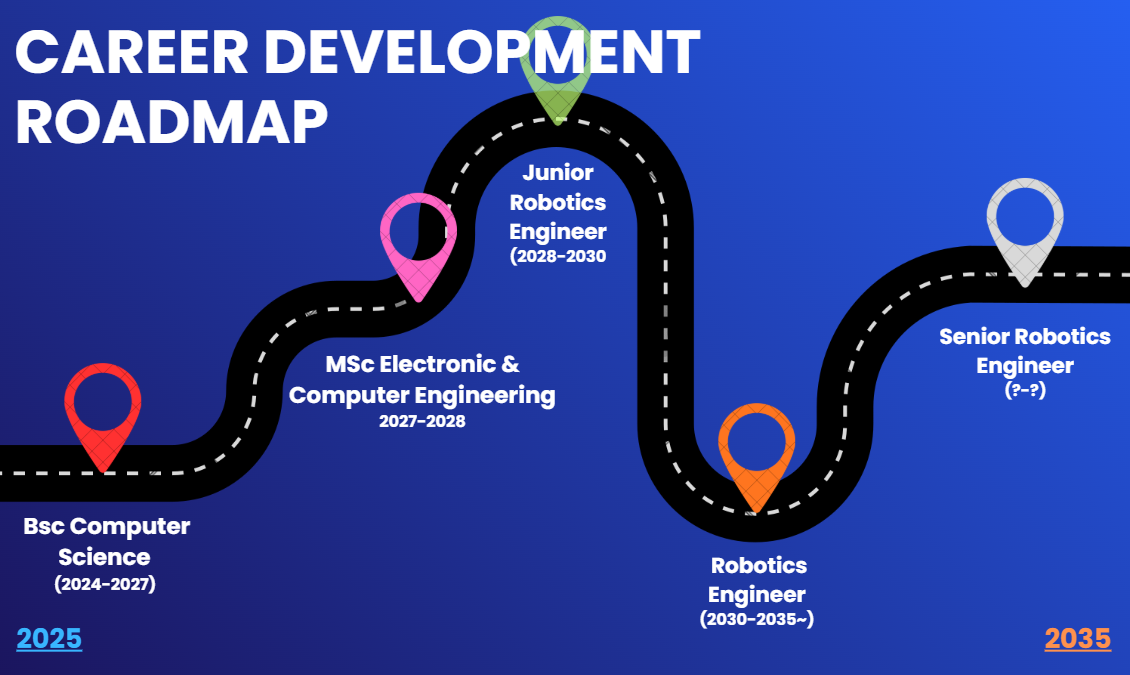 CAREER DEVELOPMENT
ROADMAP
Junior
Robotics
Engineer
(2028-2030
MSc Electronic &
Computer Engineering
2027-2028
Senior Robotics
Engineer
(?-?)
Bsc Computer
Science
(2024-2027)
Robotics
Engineer
(2030-2035~)
2025
2035